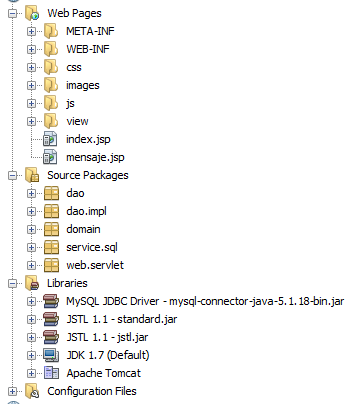 Web Pages
META-INF
WEB-INF
css
images
js
view
index.jsp
mensaje.jsp
Source Packages
dao
dao.impl
domain
service.sql
web.servlet
Libraries
MySQL JDBC Driver - mysql-connector-java-5.1.18-bin.jar
JSTL 1.1 - standard.jar
JSTL 1.1 - jstl.jar
JDK 1.7 (Default)
Apache Tomcat
Configuration Files